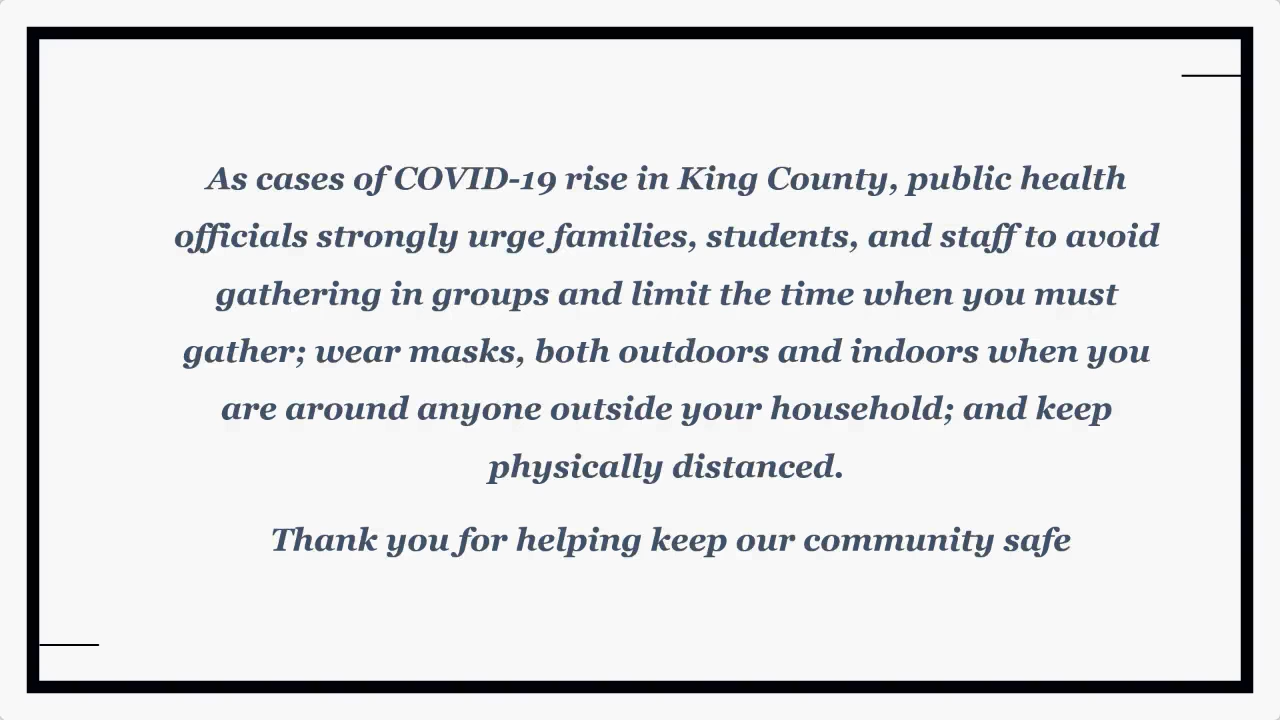 As cases of COVID-19 rise in King County, public health
officials strongly urge families, students, and staff to avoid
gathering in groups and limit the time when you must
gather; wear masks, both outdoors and indoors when you
are around anyone outside your household; and keep
physically distanced.
Thank you for helping keep our community safe